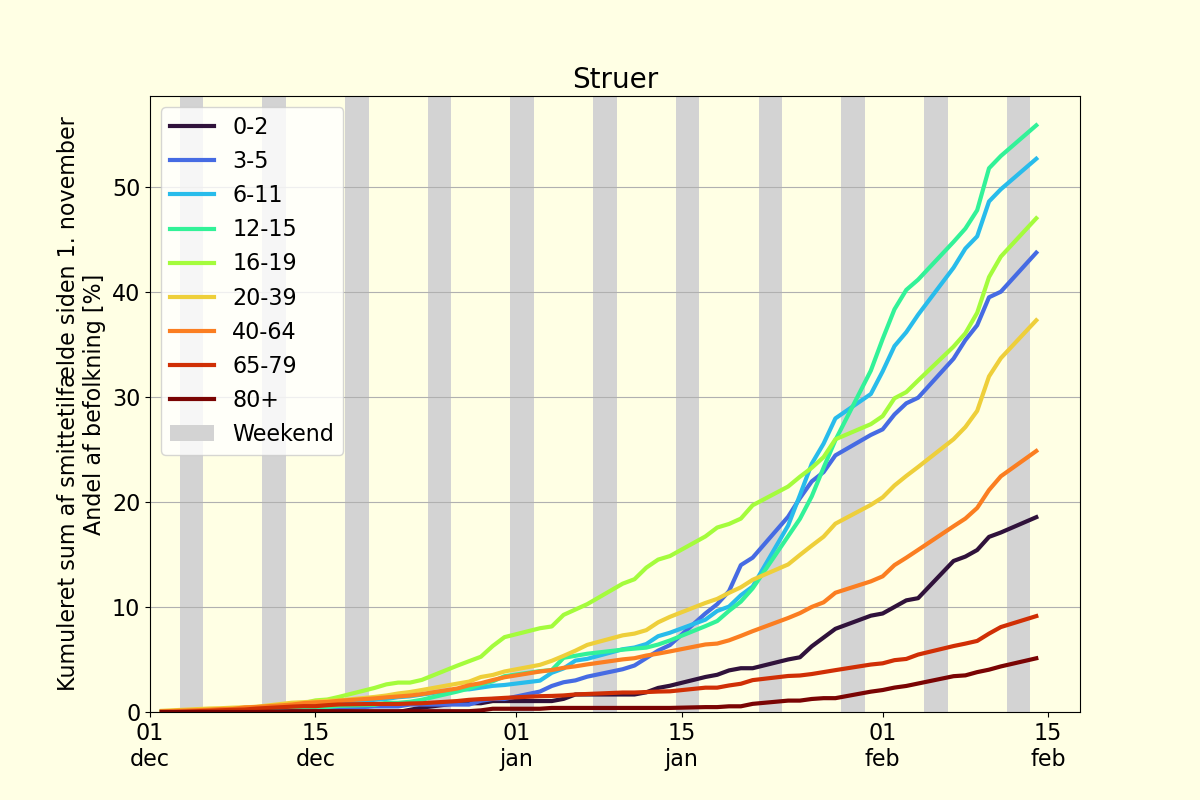 Struer
Kumuleret sum af smittetilfælde siden 1. november
Andel af befolkning [%]
0-2
3-5
6-11
12-15
16-19
20-39
40-64
65-79
80+
Weekend
50
40
30
20
10
0
01 15 01 15 01 15
dec dec jan jan feb feb